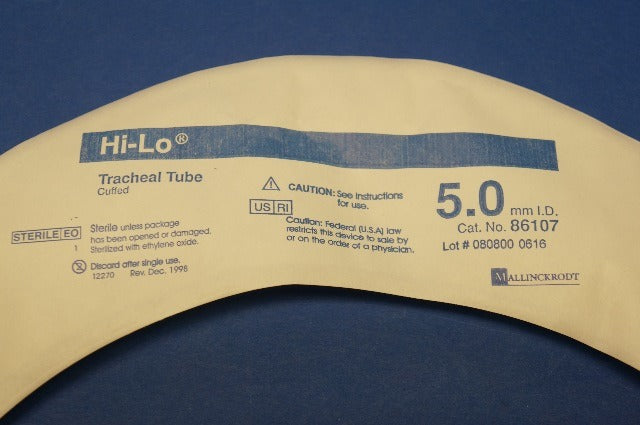 Hi-Lo®
Tracheal Tube
Cuffed
STERILE EO
Sterile unless package
has been opened or damaged.
1 Sterilized with ethylene oxide.
2 Discard after single use.
12270 Rev. Dec. 1998
CAUTION: See instructions
for use.
US RI
Caution: Federal (U.S.A) law
restricts this device to sale by
or on the order of a physician.
5.0 mm I.D.
Cat. No. 86107
Lot # 080800 0616
MALLINCKRODT